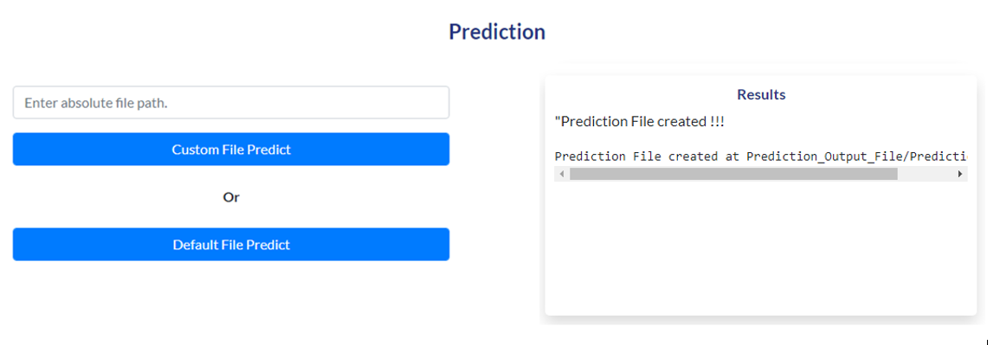 Prediction
Enter absolute file path.
Custom File Predict
Or
Default File Predict
Results
"Prediction File created !!!
Prediction File created at Prediction_Output_File/Predicti